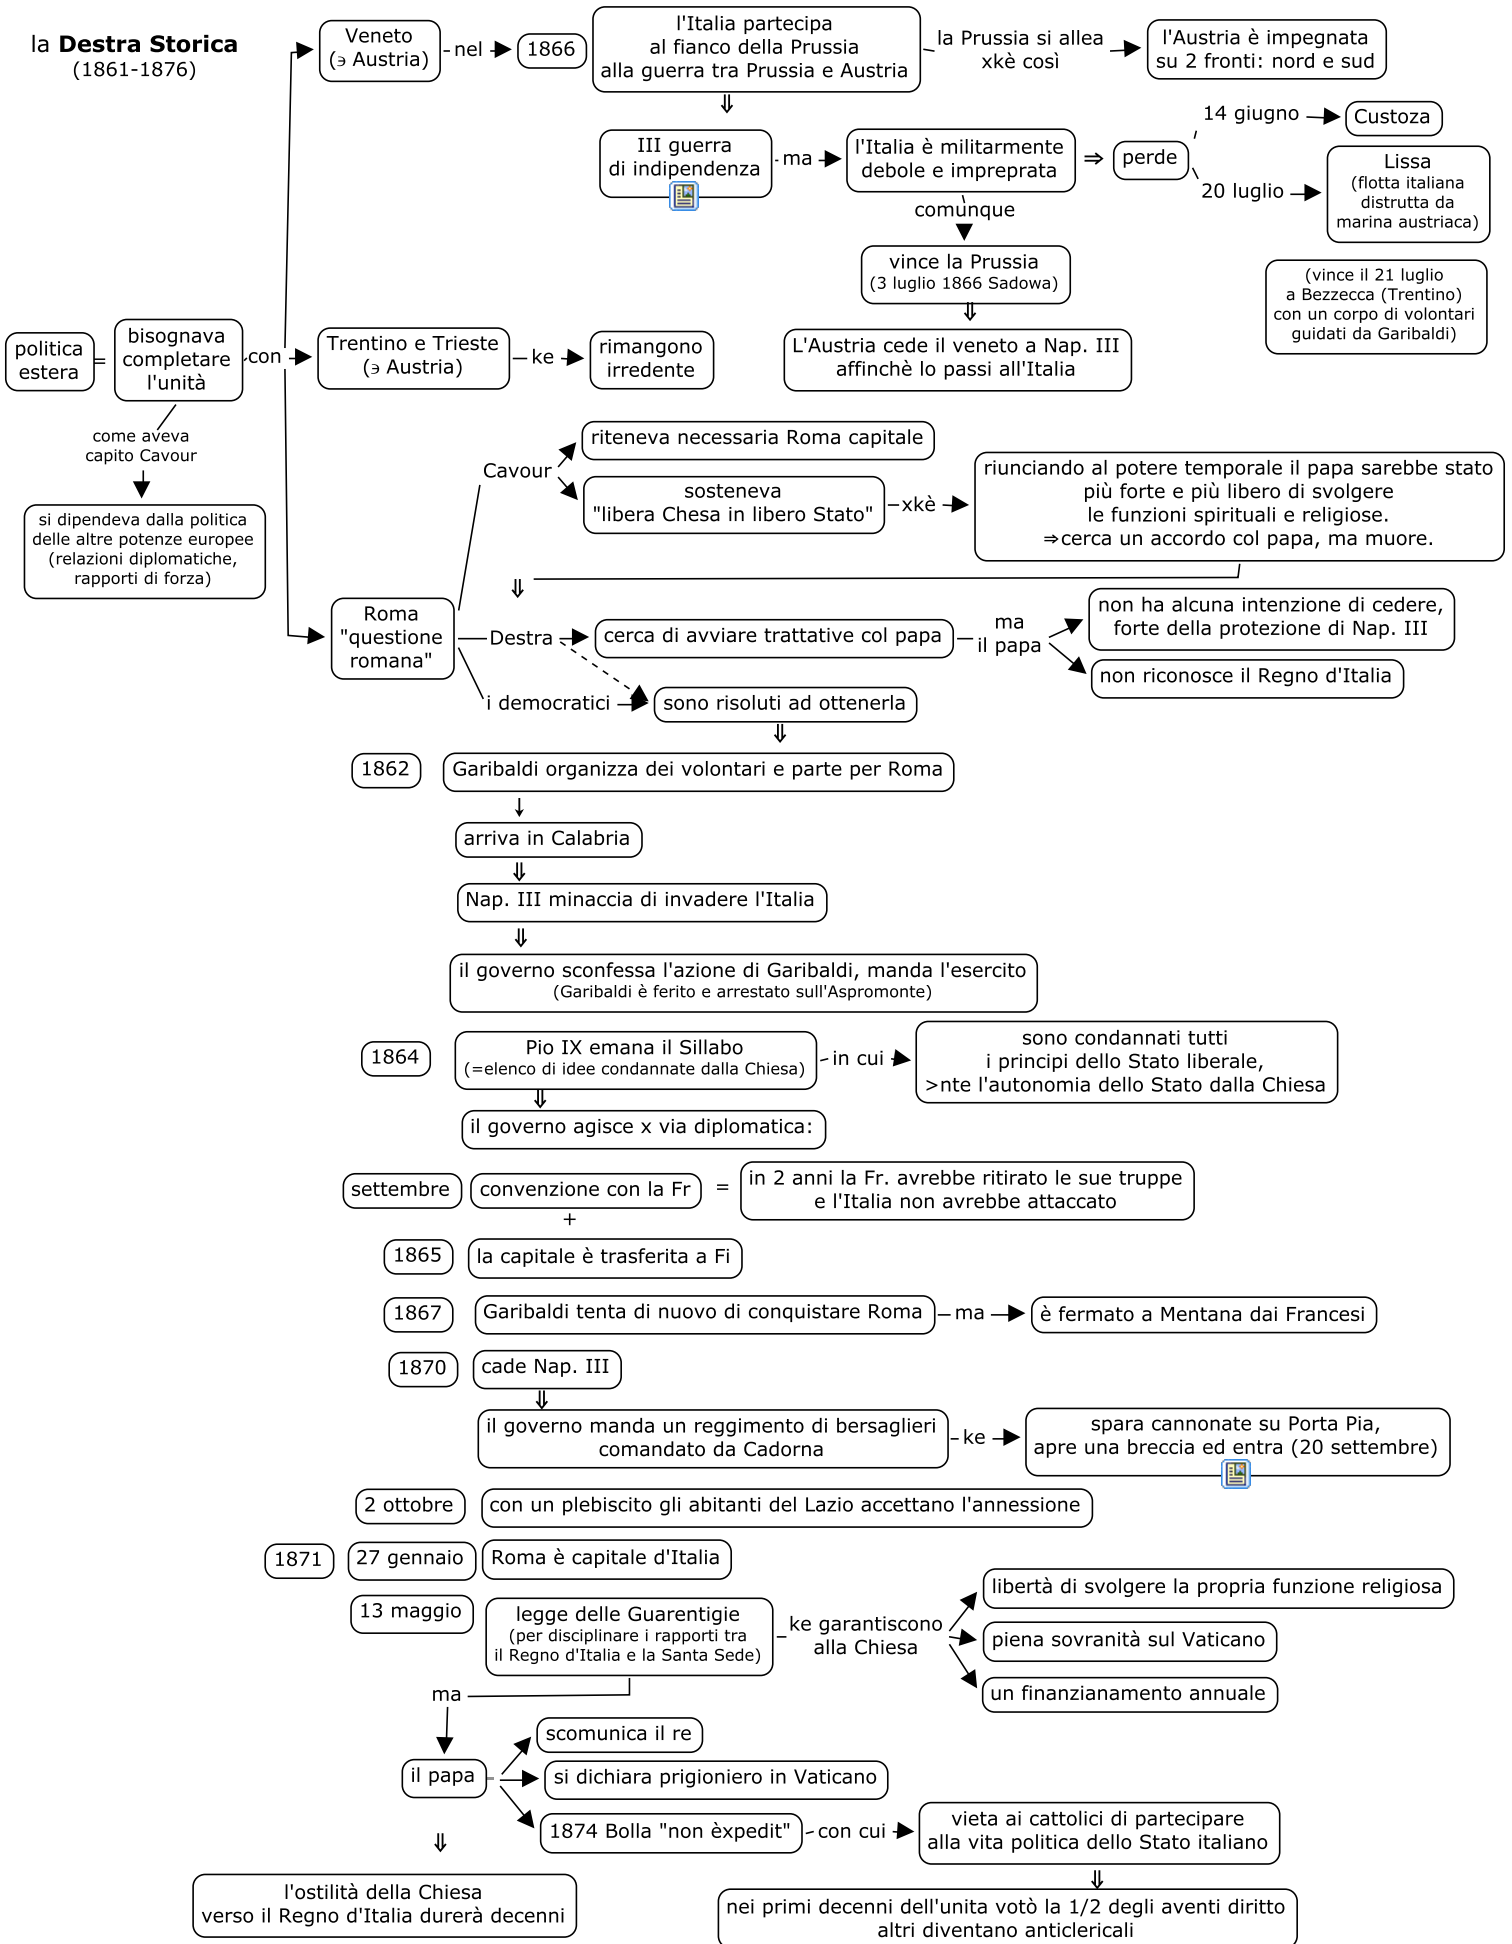 la Destra Storica
(1861-1876)
Veneto
(϶ Austria)
nel
1866
l'Italia partecipa
al fianco della Prussia
alla guerra tra Prussia e Austria
la Prussia si allea
xkè così
l'Austria è impegnata
su 2 fronti: nord e sud
⇓
III guerra
di indipendenza
ma
l'Italia è militarmente
debole e impreprata
⇒
perde
14 giugno
Custoza
20 luglio
Lissa
(flotta italiana
distrutta da
marina austriaca)
comunque
vince la Prussia
(3 luglio 1866 Sadowa)
(vince il 21 luglio
a Bezzecca (Trentino)
con un corpo di volontari
guidati da Garibaldi)
⇓
L'Austria cede il veneto a Nap. III
affinchè lo passi all'Italia
politica
estera
=
bisognava
completare
l'unità
con
Trentino e Trieste
(϶ Austria)
ke
rimangono
irredente
come aveva
capito Cavour
si dipendeva dalla politica
delle altre potenze europee
(relazioni diplomatiche,
rapporti di forza)
Cavour
riteneva necessaria Roma capitale
sosteneva
"libera Chesa in libero Stato"
xkè
riunciando al potere temporale il papa sarebbe stato
più forte e più libero di svolgere
le funzioni spirituali e religiose.
⇒cerca un accordo col papa, ma muore.
⇓
Roma
"questione
romana"
Destra
cerca di avviare trattative col papa
ma
il papa
non ha alcuna intenzione di cedere,
forte della protezione di Nap. III
non riconosce il Regno d'Italia
i democratici
sono risoluti ad ottenerla
⇓
1862
Garibaldi organizza dei volontari e parte per Roma
arriva in Calabria
⇓
Nap. III minaccia di invadere l'Italia
⇓
il governo sconfessa l'azione di Garibaldi, manda l'esercito
(Garibaldi è ferito e arrestato sull'Aspromonte)
1864
Pio IX emana il Sillabo
(=elenco di idee condannate dalla Chiesa)
in cui
sono condannati tutti
i principi dello Stato liberale,
>nte l'autonomia dello Stato dalla Chiesa
⇓
il governo agisce x via diplomatica:
settembre
convenzione con la Fr
=
in 2 anni la Fr. avrebbe ritirato le sue truppe
e l'Italia non avrebbe attaccato
+
1865
la capitale è trasferita a Fi
1867
Garibaldi tenta di nuovo di conquistare Roma
ma
è fermato a Mentana dai Francesi
1870
cade Nap. III
⇓
il governo manda un reggimento di bersaglieri
comandato da Cadorna
ke
spara cannonate su Porta Pia,
apre una breccia ed entra (20 settembre)
2 ottobre
con un plebiscito gli abitanti del Lazio accettano l'annessione
1871
27 gennaio
Roma è capitale d'Italia
13 maggio
legge delle Guarentigie
(per disciplinare i rapporti tra
il Regno d'Italia e la Santa Sede)
ke garantiscono
alla Chiesa
libertà di svolgere la propria funzione religiosa
piena sovranità sul Vaticano
un finanzianamento annuale
ma
il papa
scomunica il re
si dichiara prigioniero in Vaticano
1874 Bolla "non èxpedit"
con cui
vieta ai cattolici di partecipare
alla vita politica dello Stato italiano
⇓
l'ostilità della Chiesa
verso il Regno d'Italia durerà decenni
⇓
nei primi decenni dell'unita votò la 1/2 degli aventi diritto
altri diventano anticlericali